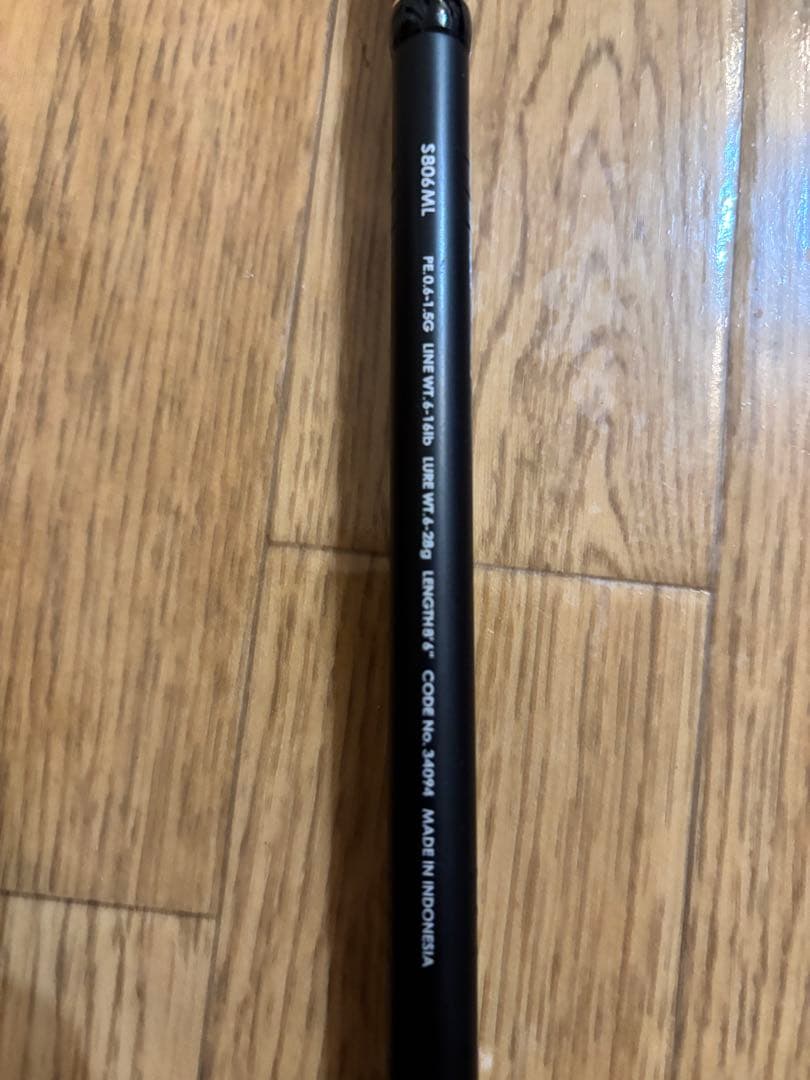 S806ML PE.0.6-1.5G LINE WT.6-16lb LURE WT.6-28g LENGTH8'6" CODE No. 34094 MADE IN INDONESIA